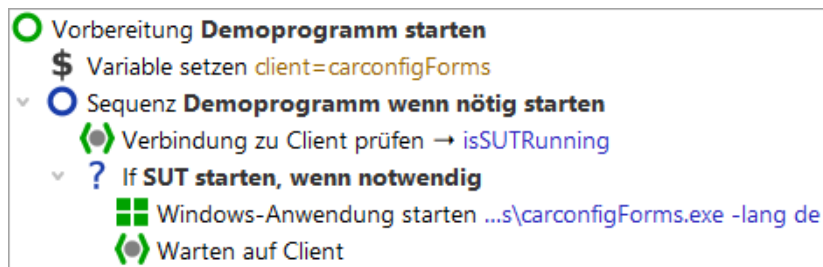 Vorbereitung Demoprogramm starten
$ Variable setzen client=carconfigForms
Sequenz Demoprogramm wenn nötig starten
Verbindung zu Client prüfen → isSUTRunning
? If SUT starten, wenn notwendig
Windows-Anwendung starten ...s\carconfigForms.exe -lang de
Warten auf Client